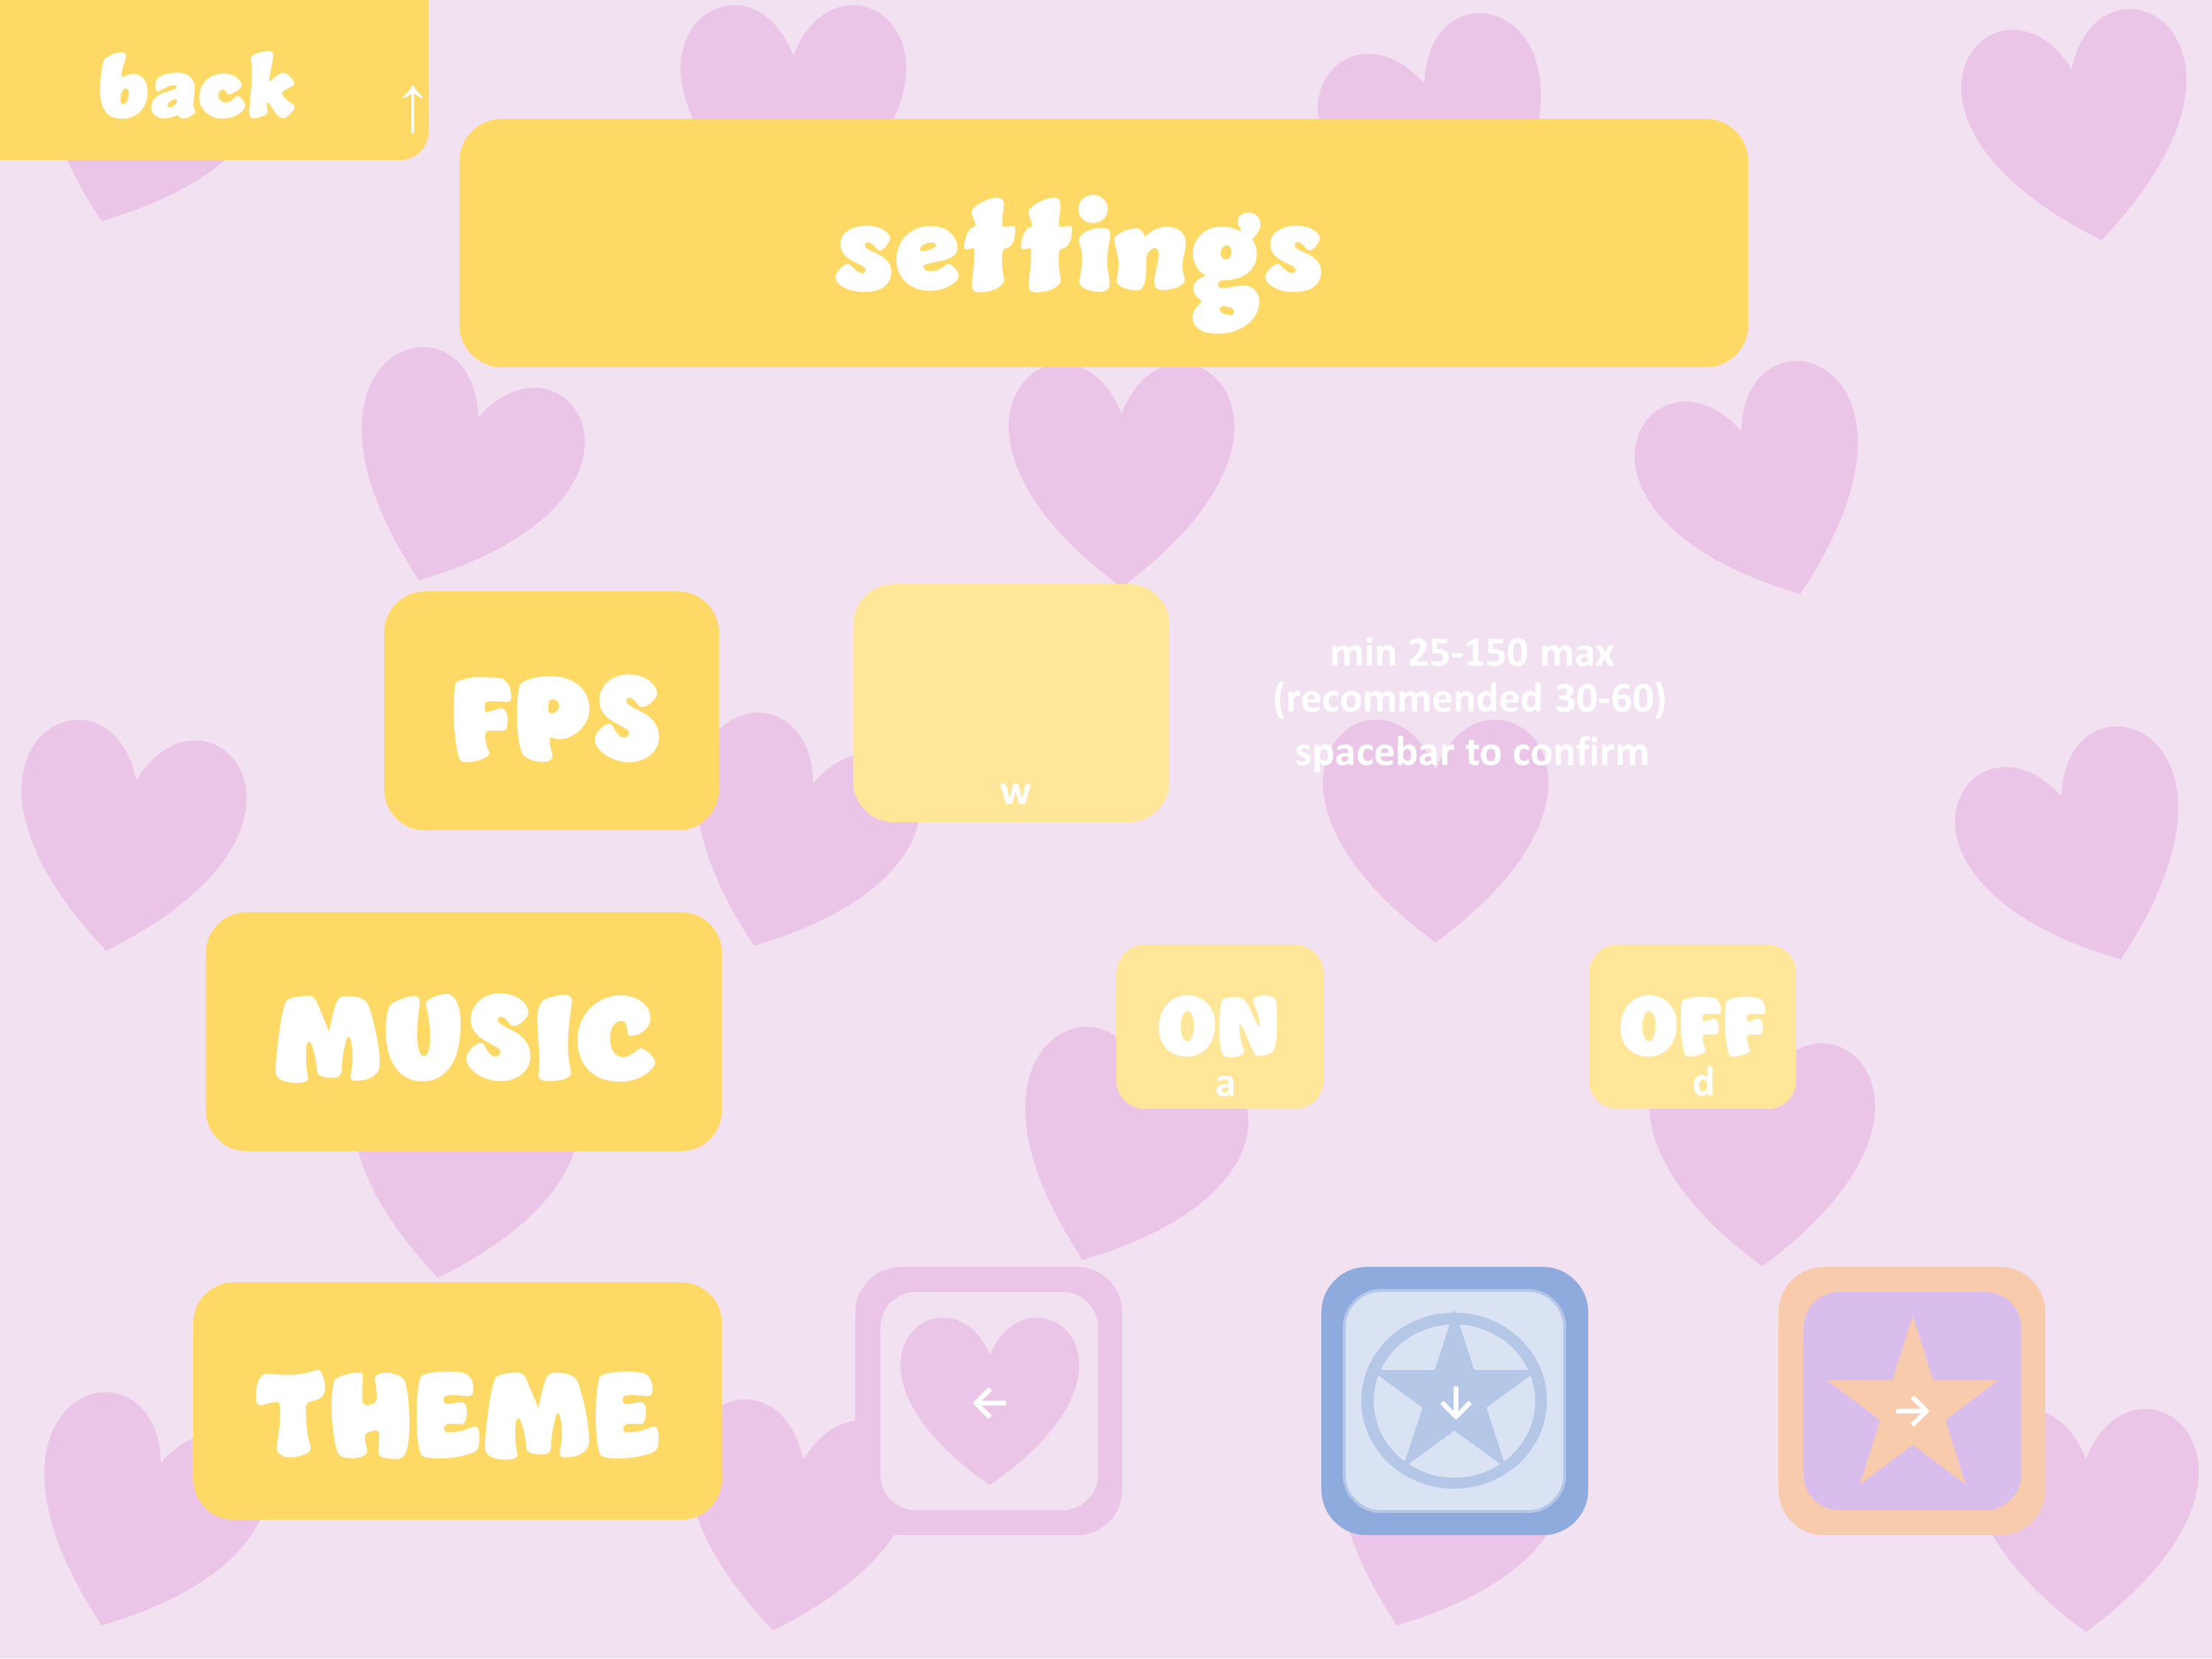 back
↑
settings
FPS
w
min 25-150 max
(recommended 30-60)
spacebar to confirm
MUSIC
ON
a
OFF
d
THEME
←
↓
→